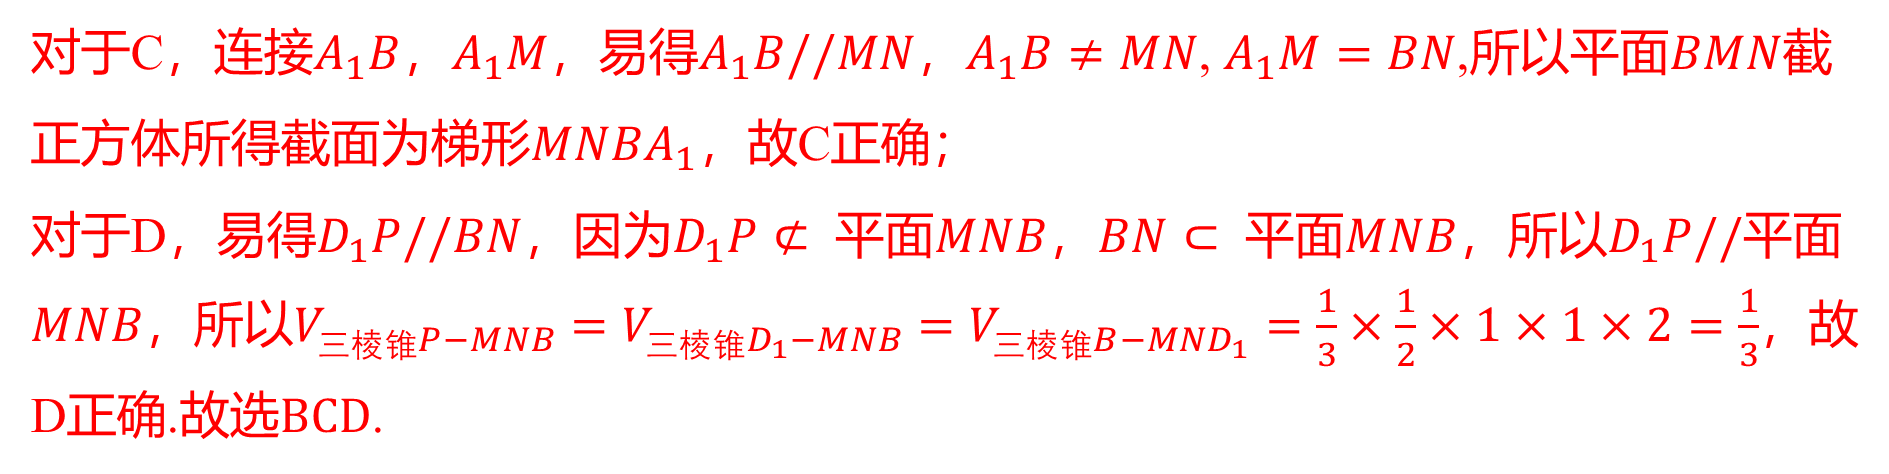 对于C，连接A₁B，A₁M，易得A₁B//MN，A₁B ≠ MN, A₁M = BN,所以平面BMN截
正方体所得截面为梯形MNBA₁，故C正确；
对于D，易得D₁P//BN，因为D₁P ⊄ 平面MNB，BN ⊂ 平面MNB，所以D₁P//平面
MNB，所以V三棱锥P−MNB = V三棱锥D₁−MNB = V三棱锥B−MND₁ = 1/3 × 1/2 × 1 × 1 × 2 = 1/3，故
D正确.故选BCD.